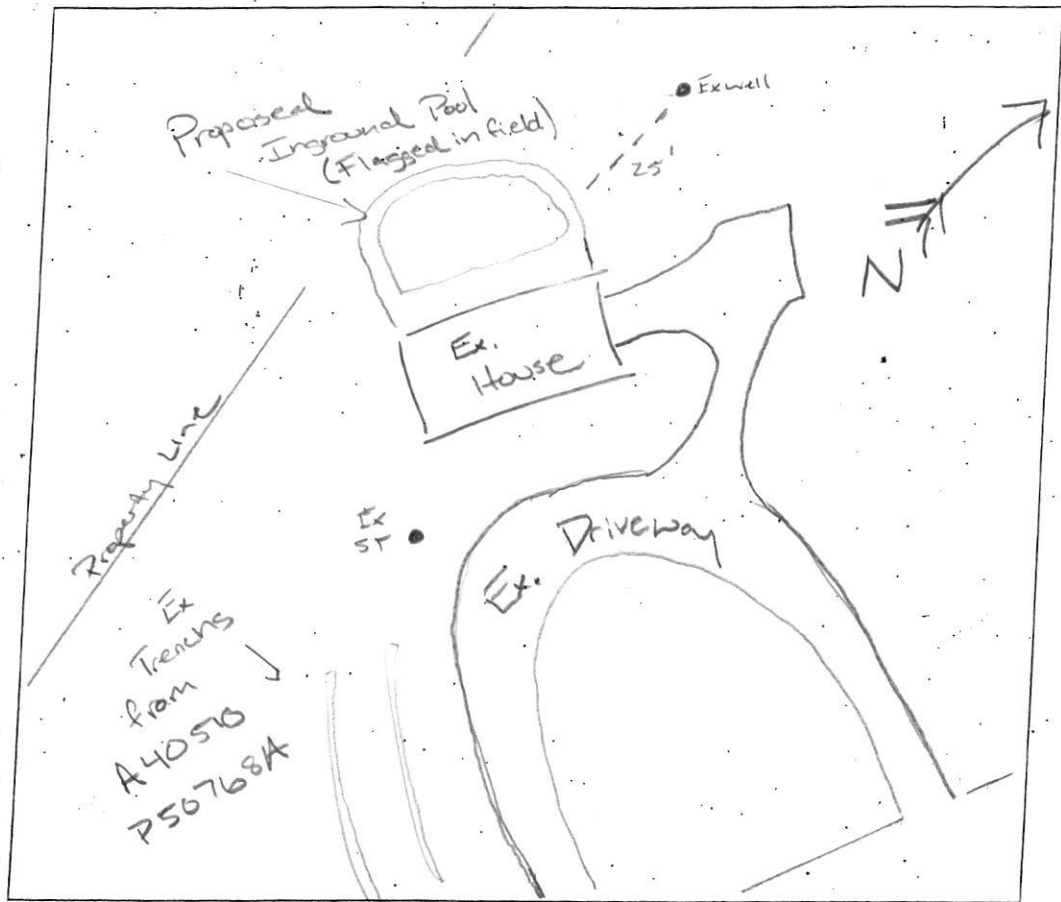 Proposed
Inground Pool
(Flagged in field)
Ex well
25'
N
Ex.
House
Property Line
Ex
ST
Ex. Driveway
Ex
Trenchs
from
A40510
P50768A